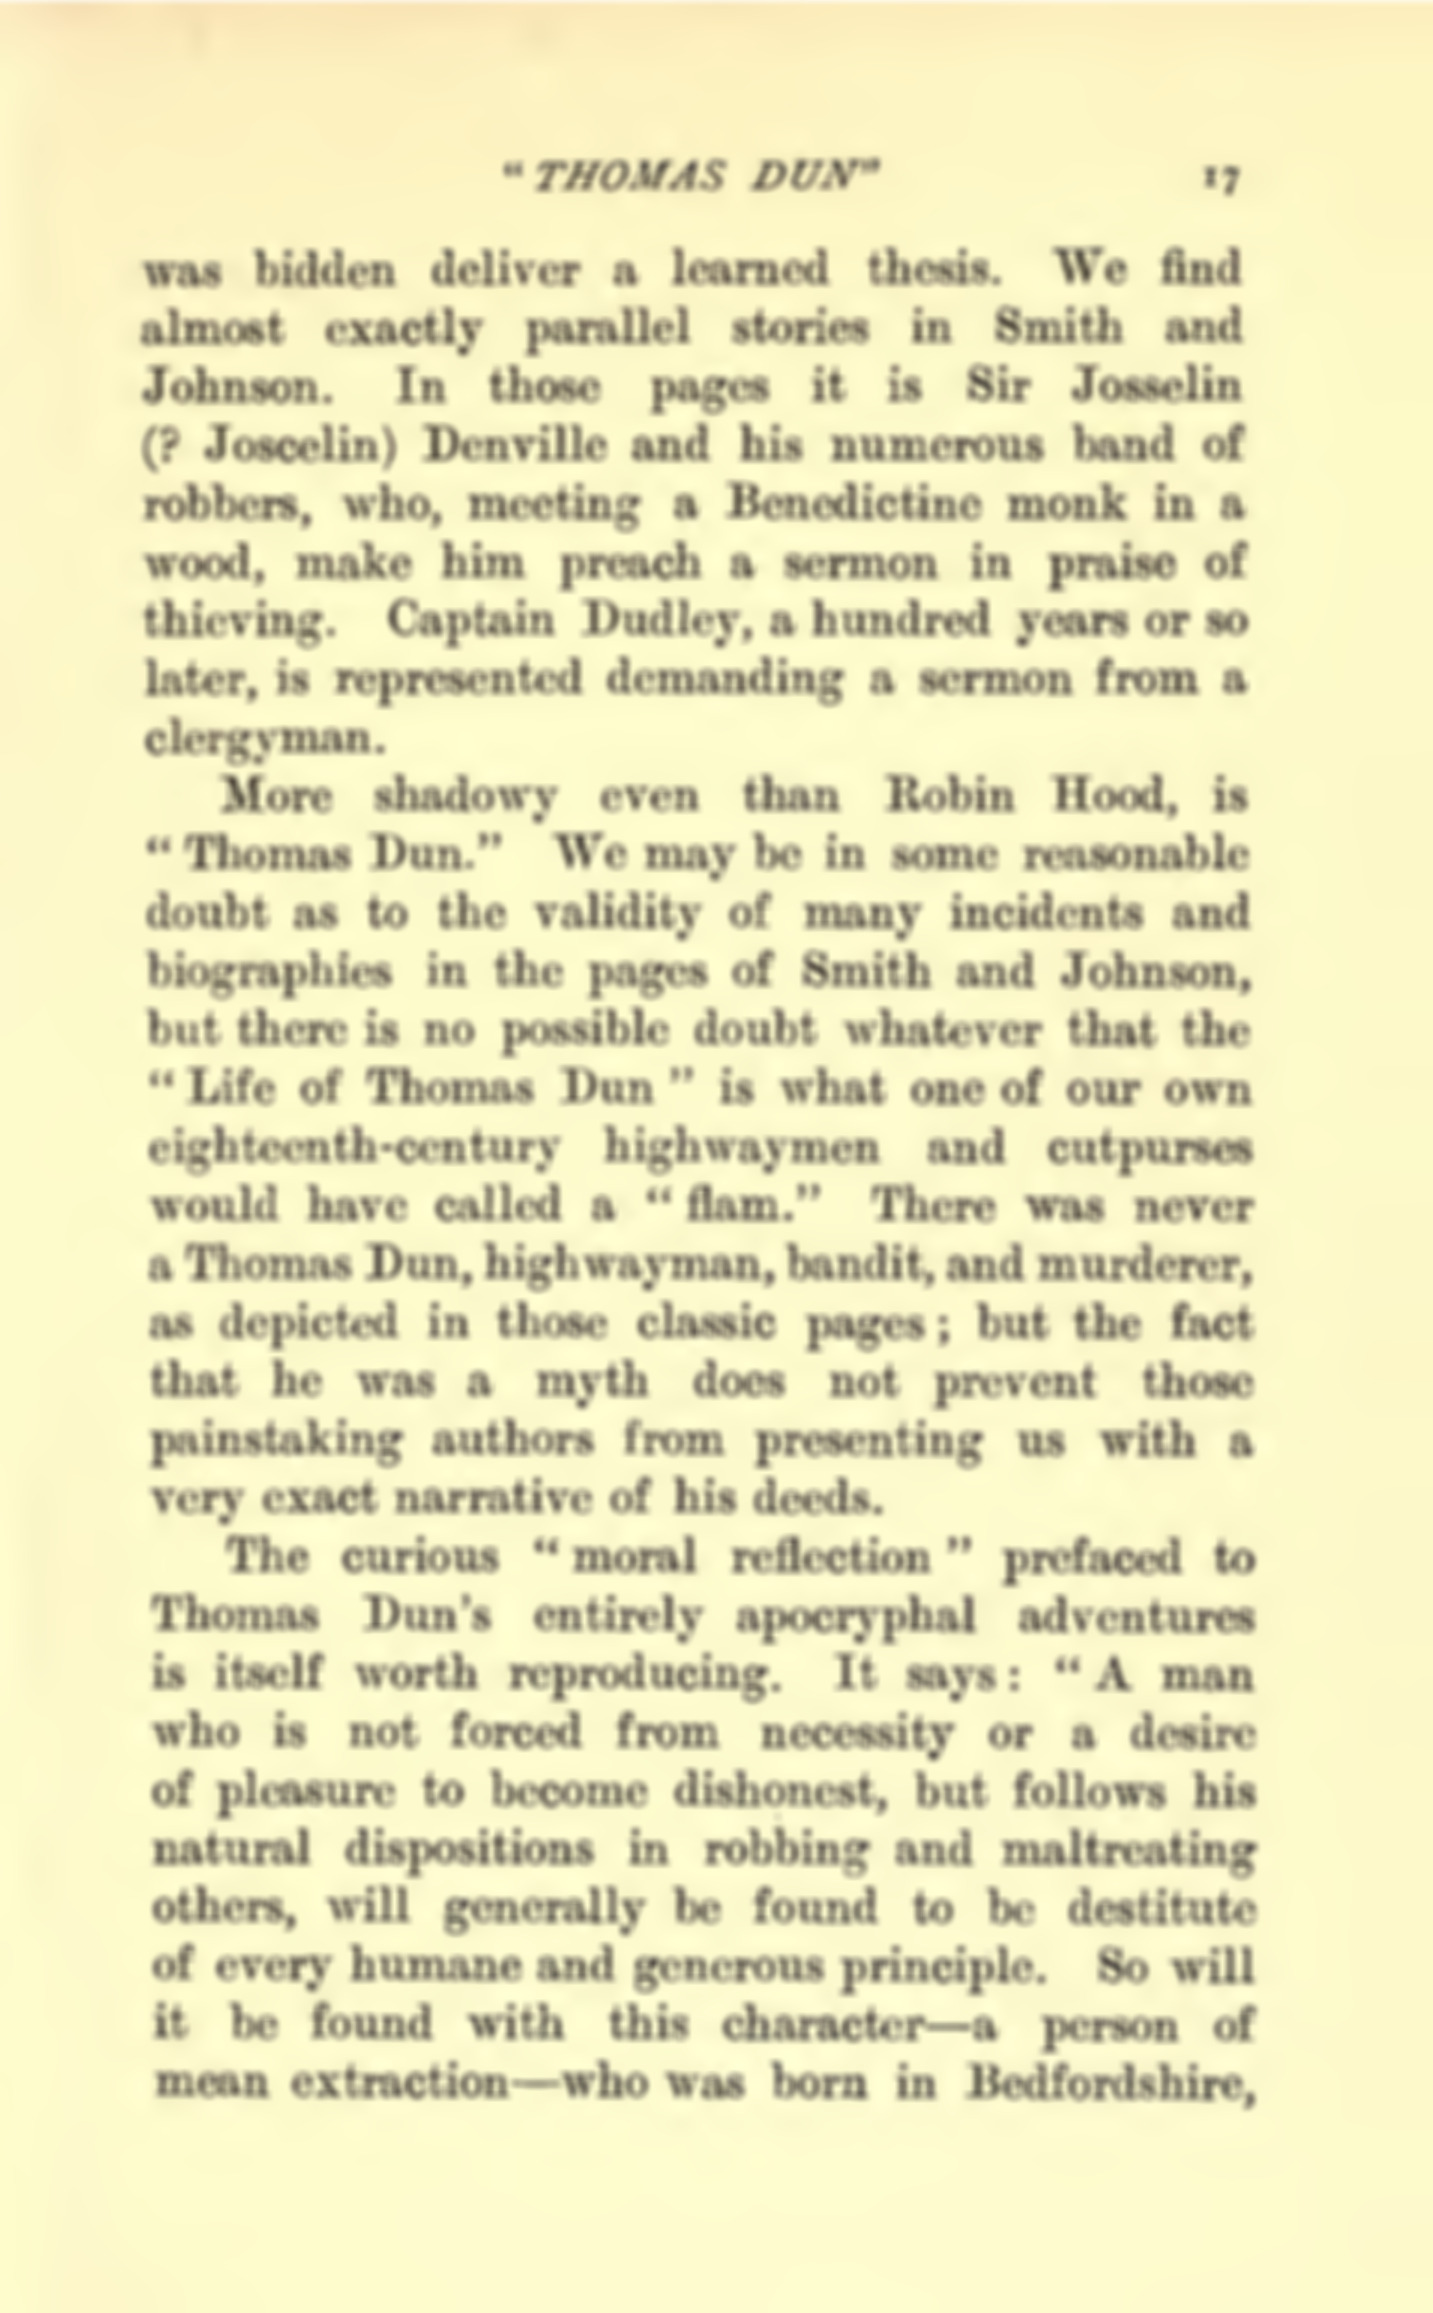 "THOMAS DUN" 17
was bidden deliver a learned thesis. We find
almost exactly parallel stories in Smith and
Johnson. In those pages it is Sir Josselin
(? Joscelin) Denville and his numerous band of
robbers, who, meeting a Benedictine monk in a
wood, make him preach a sermon in praise of
thieving. Captain Dudley, a hundred years or so
later, is represented demanding a sermon from a
clergyman.
More shadowy even than Robin Hood, is
"Thomas Dun." We may be in some reasonable
doubt as to the validity of many incidents and
biographies in the pages of Smith and Johnson,
but there is no possible doubt whatever that the
"Life of Thomas Dun" is what one of our own
eighteenth-century highwaymen and cutpurses
would have called a "flam." There was never
a Thomas Dun, highwayman, bandit, and murderer,
as depicted in those classic pages; but the fact
that he was a myth does not prevent those
painstaking authors from presenting us with a
very exact narrative of his deeds.
The curious "moral reflection" prefaced to
Thomas Dun's entirely apocryphal adventures
is itself worth reproducing. It says: "A man
who is not forced from necessity or a desire
of pleasure to become dishonest, but follows his
natural dispositions in robbing and maltreating
others, will generally be found to be destitute
of every humane and generous principle. So will
it be found with this character—a person of
mean extraction—who was born in Bedfordshire,